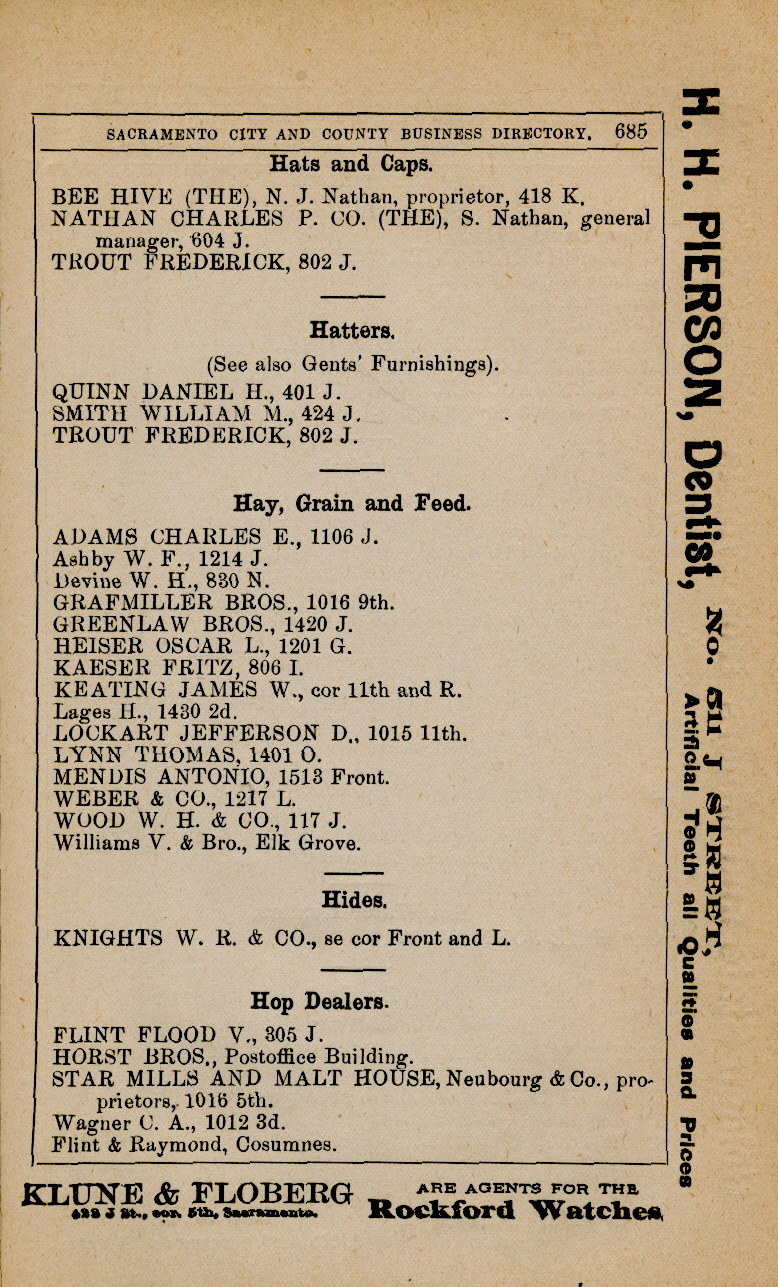 SACRAMENTO CITY AND COUNTY BUSINESS DIRECTORY. 685
Hats and Caps.
BEE HIVE (THE), N. J. Nathan, proprietor, 418 K.
NATHAN CHARLES P. CO. (THE), S. Nathan, general
manager, 604 J.
TROUT FREDERICK, 802 J.
Hatters.
(See also Gents' Furnishings).
QUINN DANIEL H., 401 J.
SMITH WILLIAM M., 424 J.
TROUT FREDERICK, 802 J.
Hay, Grain and Feed.
ADAMS CHARLES E., 1106 J.
Ashby W. F., 1214 J.
Devine W. H., 830 N.
GRAFMILLER BROS., 1016 9th.
GREENLAW BROS., 1420 J.
HEISER OSCAR L., 1201 G.
KAESER FRITZ, 806 I.
KEATING JAMES W., cor 11th and R.
Lages H., 1430 2d.
LOCKART JEFFERSON D., 1015 11th.
LYNN THOMAS, 1401 O.
MENDIS ANTONIO, 1513 Front.
WEBER & CO., 1217 L.
WOOD W. H. & CO., 117 J.
Williams V. & Bro., Elk Grove.
Hides.
KNIGHTS W. R. & CO., se cor Front and L.
Hop Dealers.
FLINT FLOOD V., 305 J.
HORST BROS., Postoffice Building.
STAR MILLS AND MALT HOUSE, Neubourg & Co., pro-
prietors, 1016 5th.
Wagner C. A., 1012 3d.
Flint & Raymond, Cosumnes.
KLUNE & FLOBERG
422 J St., cor. 5th, Sacramento.
ARE AGENTS FOR THE
Rockford Watches
H. H. PIERSON, Dentist, No. 511 J STREET,
Artificial Teeth all Qualities and Prices